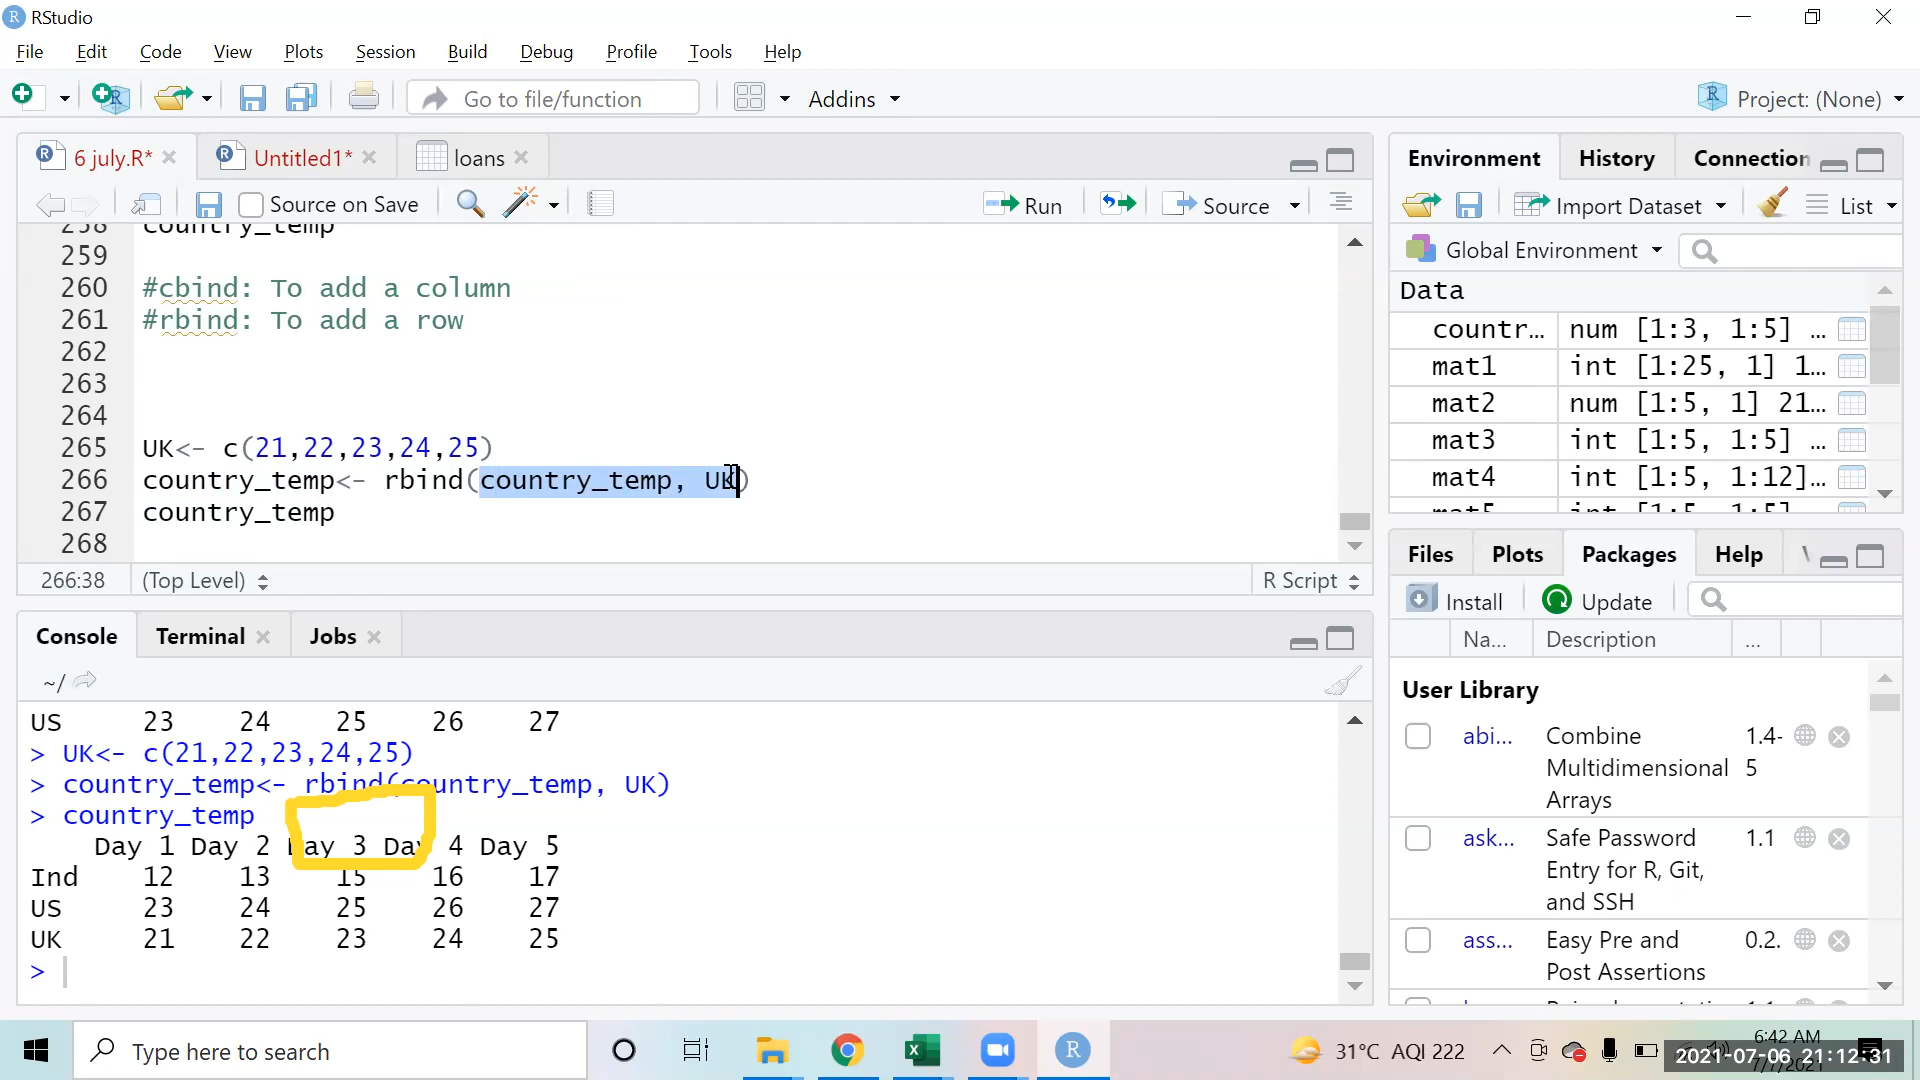 RStudio
File Edit Code View Plots Session Build Debug Profile Tools Help
Go to file/function Addins Project: (None)
6 july.R* Untitled1* loans
Source on Save Run Source
258 country_temp
259
260 #cbind: To add a column
261 #rbind: To add a row
262
263
264
265 UK<- c(21,22,23,24,25)
266 country_temp<- rbind(country_temp, UK)
267 country_temp
268
266:38 (Top Level) R Script
Console Terminal Jobs
~/
US 23 24 25 26 27
> UK<- c(21,22,23,24,25)
> country_temp<- rbind(country_temp, UK)
> country_temp
Day 1 Day 2 Day 3 Day 4 Day 5
Ind 12 13 15 16 17
US 23 24 25 26 27
UK 21 22 23 24 25
>
Environment History Connection
Import Dataset List
Global Environment
Data
countr... num [1:3, 1:5] ...
mat1 int [1:25, 1] 1...
mat2 num [1:5, 1] 21...
mat3 int [1:5, 1:5] ...
mat4 int [1:5, 1:12]...
mat5 int [1:5, 1:5]
Files Plots Packages Help
Install Update
Na... Description ...
User Library
abi... Combine Multidimensional Arrays 1.4-5
ask... Safe Password Entry for R, Git, and SSH 1.1
ass... Easy Pre and Post Assertions 0.2.
Type here to search
31°C AQI 222
6:42 AM
2021-07-06 21:12:31